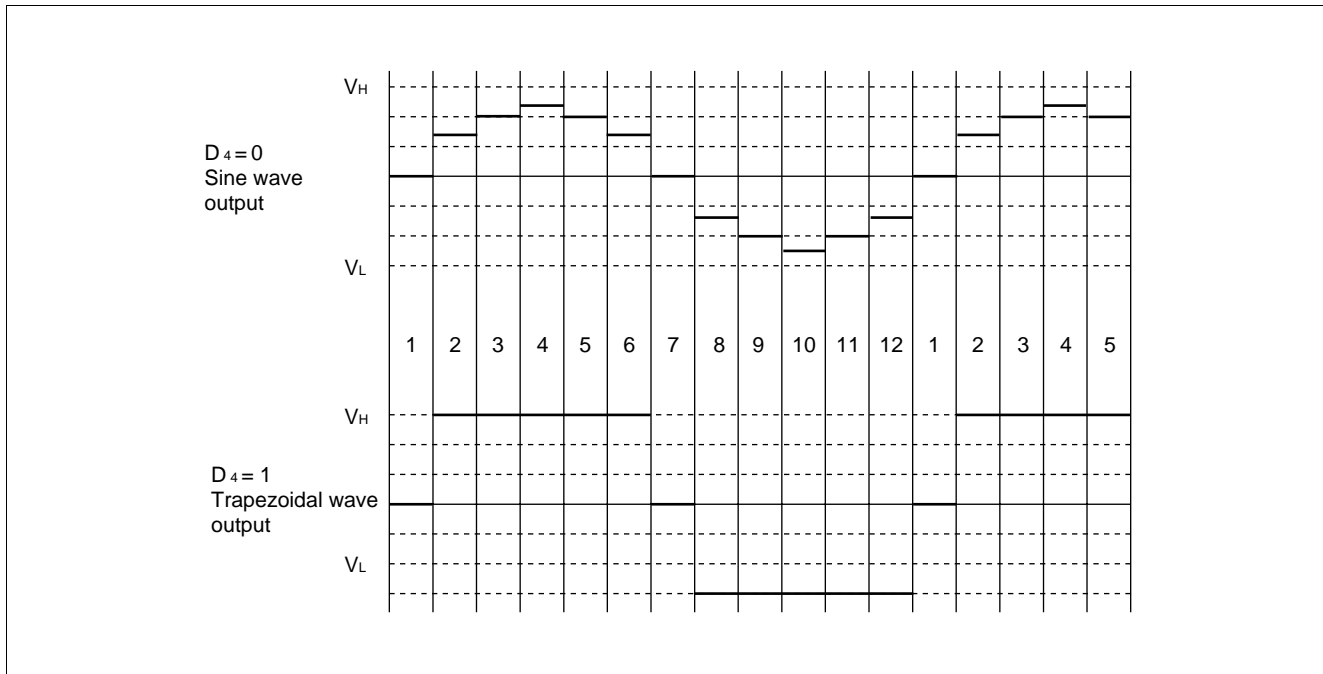 VH
D4=0
Sine wave
output
VL
1 2 3 4 5 6 7 8 9 10 11 12 1 2 3 4 5
VH
D4= 1
Trapezoidal wave
output
VL